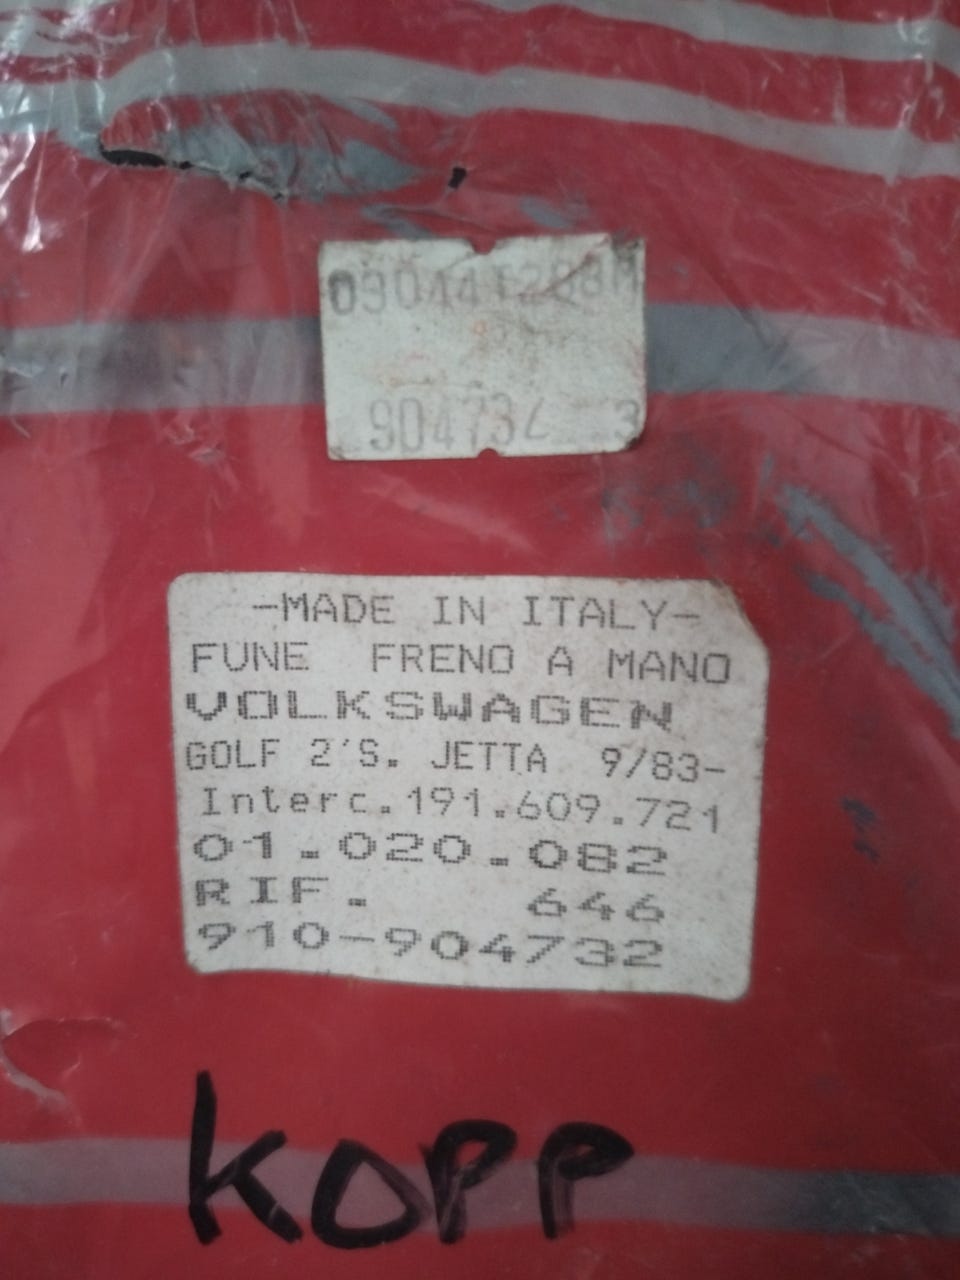 904732 3
-MADE IN ITALY-
FUNE FRENO A MANO
VOLKSWAGEN
GOLF 2'S. JETTA 9/83-
Interc.191.609.721
01.020.082
RIF. 646
910-904732
KOPP